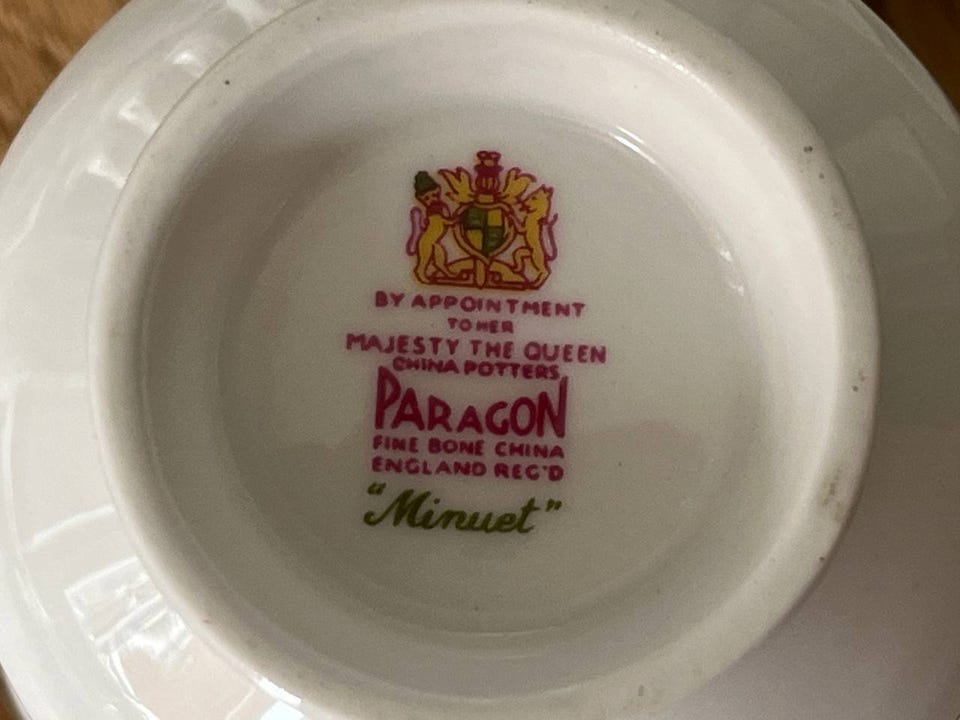 BY APPOINTMENT
TO HER
MAJESTY THE QUEEN
CHINA POTTERS
PARAGON
FINE BONE CHINA
ENGLAND REG'D
"Minuet"